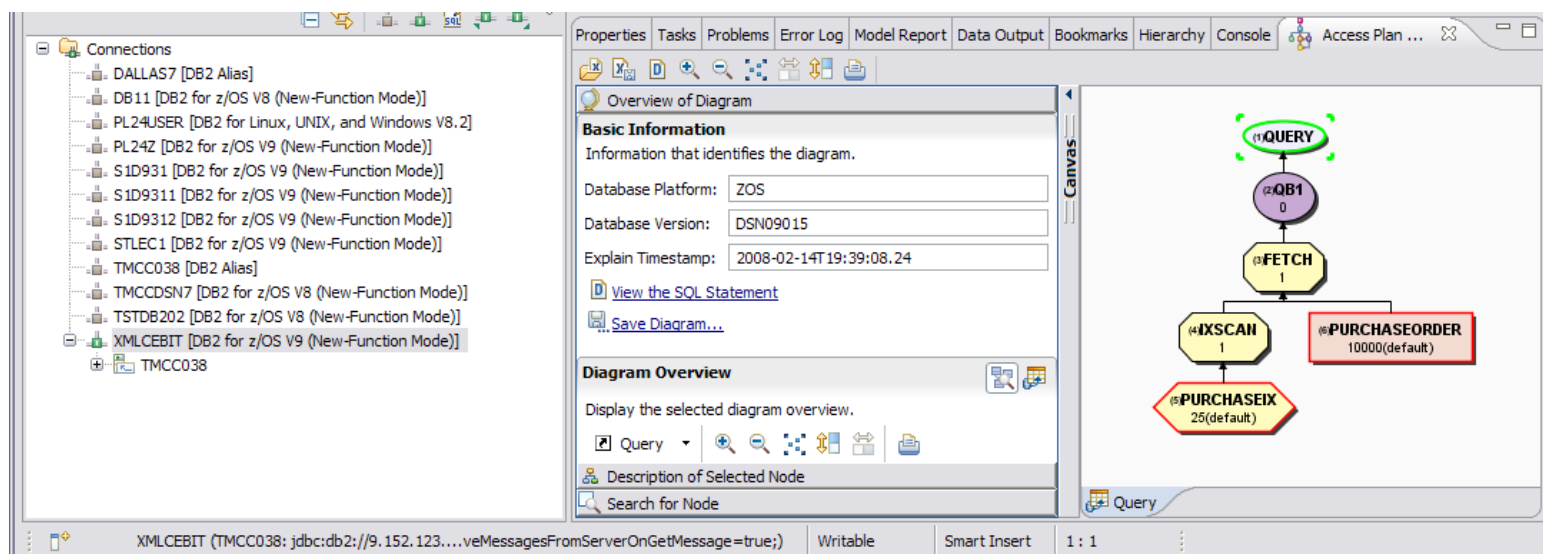 Connections
DALLAS7 [DB2 Alias]
DB11 [DB2 for z/OS V8 (New-Function Mode)]
PL24USER [DB2 for Linux, UNIX, and Windows V8.2]
PL24Z [DB2 for z/OS V9 (New-Function Mode)]
S1D931 [DB2 for z/OS V9 (New-Function Mode)]
S1D9311 [DB2 for z/OS V9 (New-Function Mode)]
S1D9312 [DB2 for z/OS V9 (New-Function Mode)]
STLEC1 [DB2 for z/OS V9 (New-Function Mode)]
TMCC038 [DB2 Alias]
TMCCDSN7 [DB2 for z/OS V8 (New-Function Mode)]
TSTDB202 [DB2 for z/OS V8 (New-Function Mode)]
XMLCEBIT [DB2 for z/OS V9 (New-Function Mode)]
TMCC038
Properties Tasks Problems Error Log Model Report Data Output Bookmarks Hierarchy Console Access Plan ...
Overview of Diagram
Basic Information
Information that identifies the diagram.
Database Platform: ZOS
Database Version: DSN09015
Explain Timestamp: 2008-02-14T19:39:08.24
View the SQL Statement
Save Diagram...
Diagram Overview
Display the selected diagram overview.
Query
Description of Selected Node
Search for Node
Canvas
(1)QUERY
(2)QB1
0
(3)FETCH
1
(4)IXSCAN
1
(6)PURCHASEORDER
10000(default)
(5)PURCHASEIX
25(default)
Query
XMLCEBIT (TMCC038: jdbc:db2://9.152.123....veMessagesFromServerOnGetMessage=true;) Writable Smart Insert 1 : 1